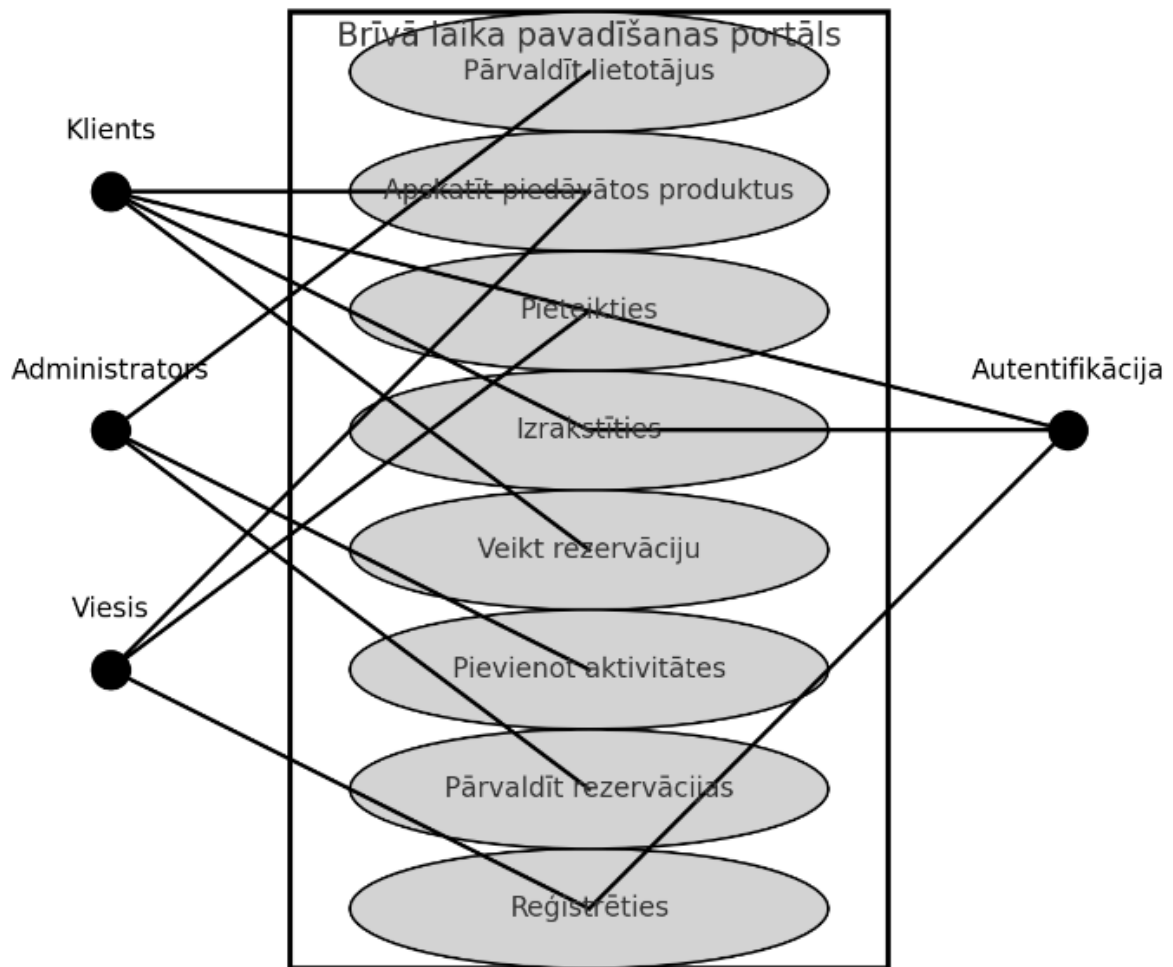 Brīvā laika pavadīšanas portāls
Pārvaldīt lietotājus
Klients
Apskatīt piedāvātos produktus
Pieteikties
Administrators
Autentifikācija
Izrakstīties
Veikt rezervāciju
Viesis
Pievienot aktivitātes
Pārvaldīt rezervācijas
Reģistrēties